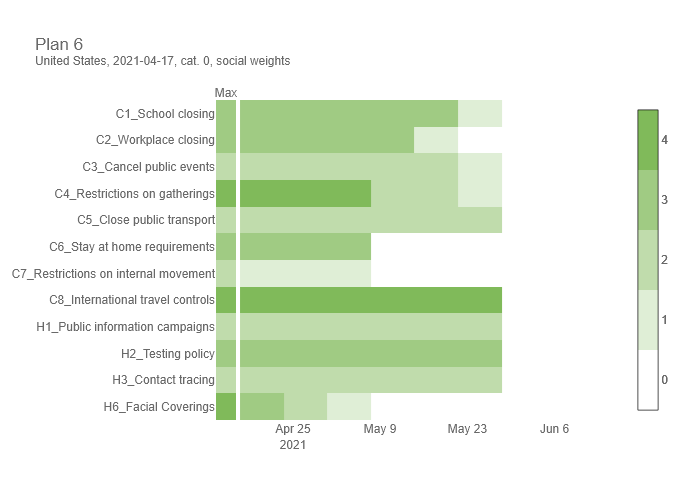 Plan 6
United States, 2021-04-17, cat. 0, social weights
Max
C1_School closing
C2_Workplace closing
C3_Cancel public events
C4_Restrictions on gatherings
C5_Close public transport
C6_Stay at home requirements
C7_Restrictions on internal movement
C8_International travel controls
H1_Public information campaigns
H2_Testing policy
H3_Contact tracing
H6_Facial Coverings
Apr 25 May 9 May 23 Jun 6
2021
4
3
2
1
0